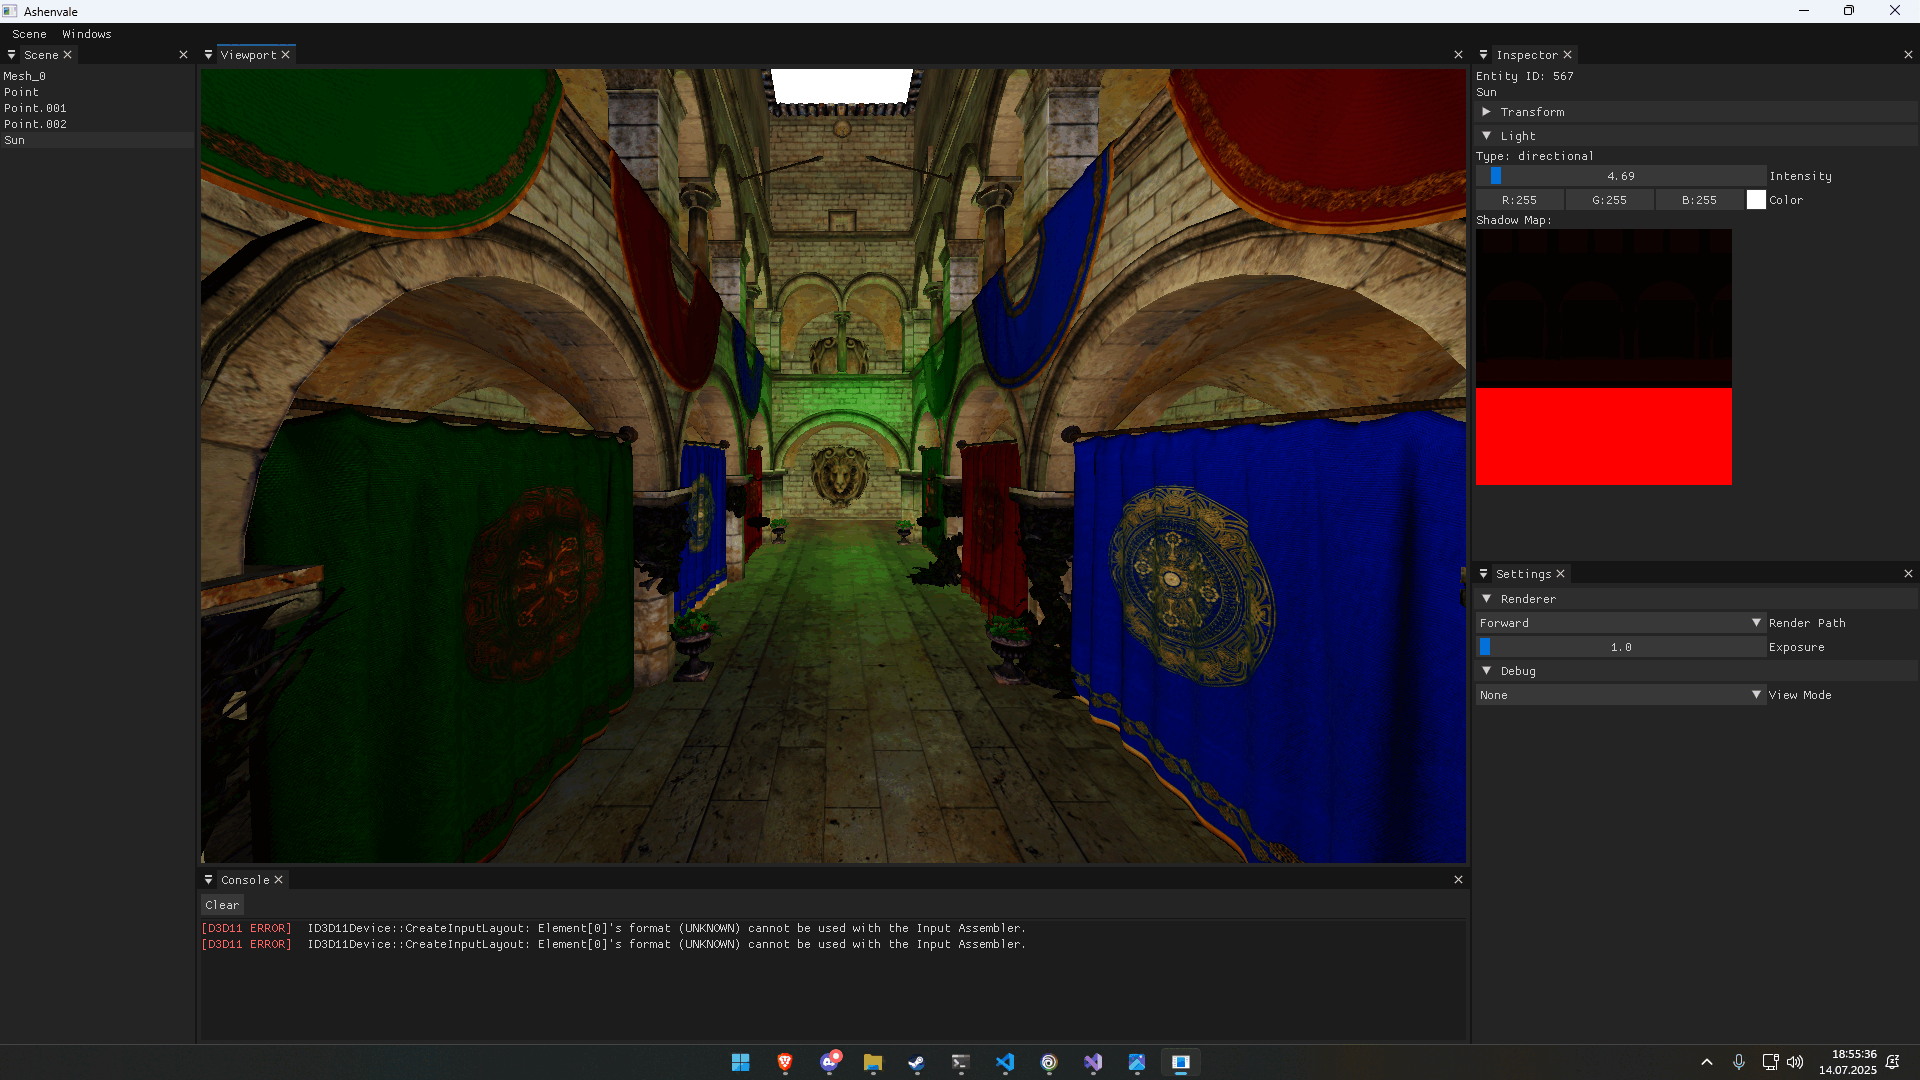 Ashenvale
Scene Windows
Scene
Mesh_0
Point
Point.001
Point.002
Sun
Viewport
Console
Clear
[D3D11 ERROR] ID3D11Device::CreateInputLayout: Element[0]'s format (UNKNOWN) cannot be used with the Input Assembler.
[D3D11 ERROR] ID3D11Device::CreateInputLayout: Element[0]'s format (UNKNOWN) cannot be used with the Input Assembler.
Inspector
Entity ID: 567
Sun
Transform
Light
Type: directional
4.69 Intensity
R:255 G:255 B:255 Color
Shadow Map:
Settings
Renderer
Forward Render Path
1.0 Exposure
Debug
None View Mode
18:55:36
14.07.2025